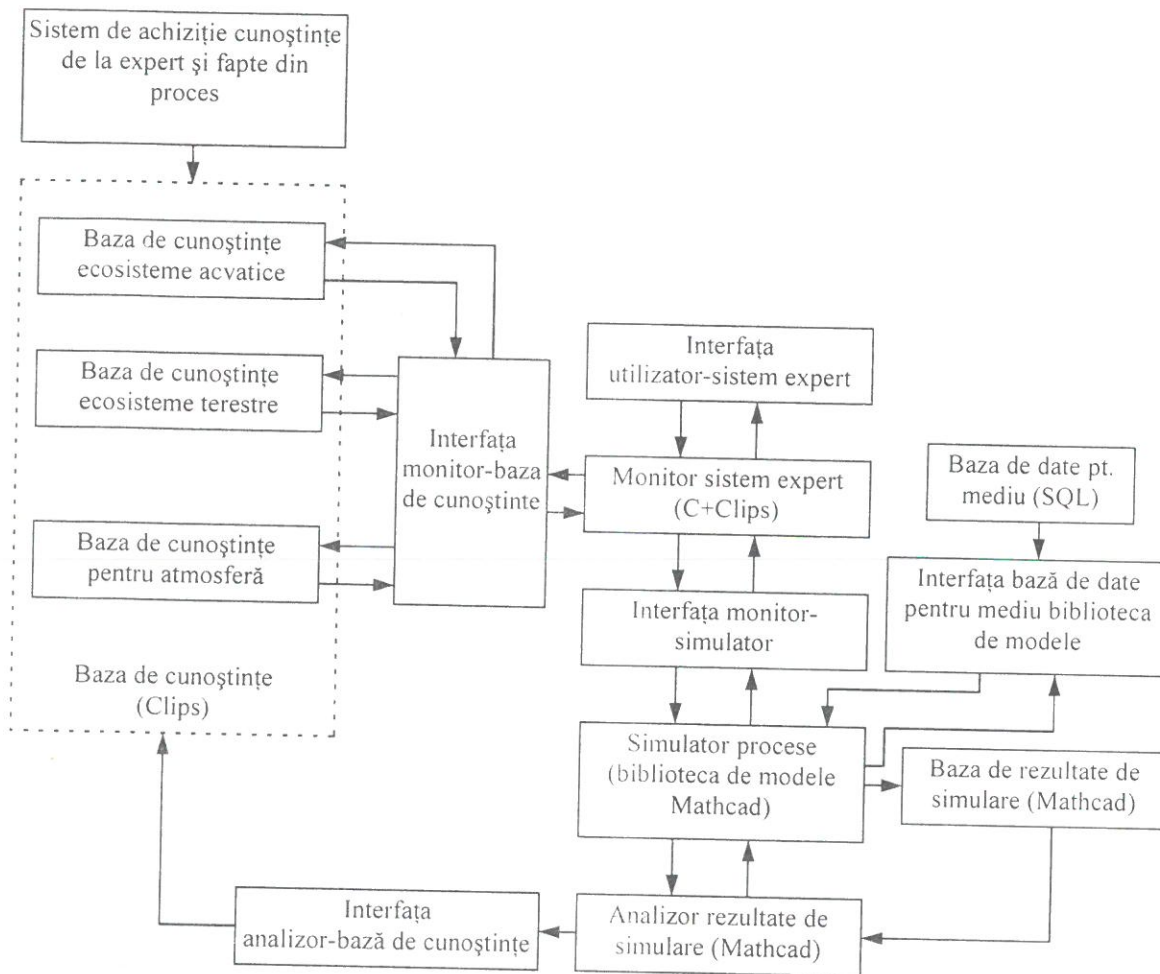 Sistem de achiziție cunoștințe
de la expert și fapte din
proces
Baza de cunoștințe
ecosisteme acvatice
Baza de cunoștințe
ecosisteme terestre
Baza de cunoștințe
pentru atmosferă
Baza de cunoștințe
(Clips)
Interfața
monitor-baza
de cunoștinte
Interfața
utilizator-sistem expert
Monitor sistem expert
(C+Clips)
Interfața monitor-
simulator
Baza de date pt.
mediu (SQL)
Interfața bază de date
pentru mediu biblioteca
de modele
Simulator procese
(biblioteca de modele
Mathcad)
Baza de rezultate de
simulare (Mathcad)
Interfața
analizor-bază de cunoștințe
Analizor rezultate de
simulare (Mathcad)